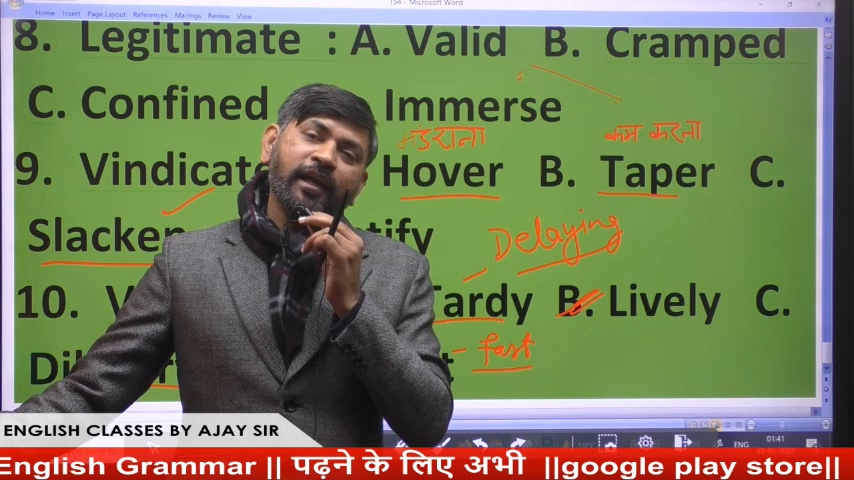 154 - Microsoft Word
Home Insert Page Layout References Mailings Review View
8. Legitimate : A. Valid B. Cramped
C. Confined Immerse
मंडराना कम करना
9. Vindicate Hover B. Taper C.
Slacken tify
Delaying
10. V Tardy B. Lively C.
Dil t - fast
ENGLISH CLASSES BY AJAY SIR
ENG 01:41
English Grammar || पढ़ने के लिए अभी ||google play store||